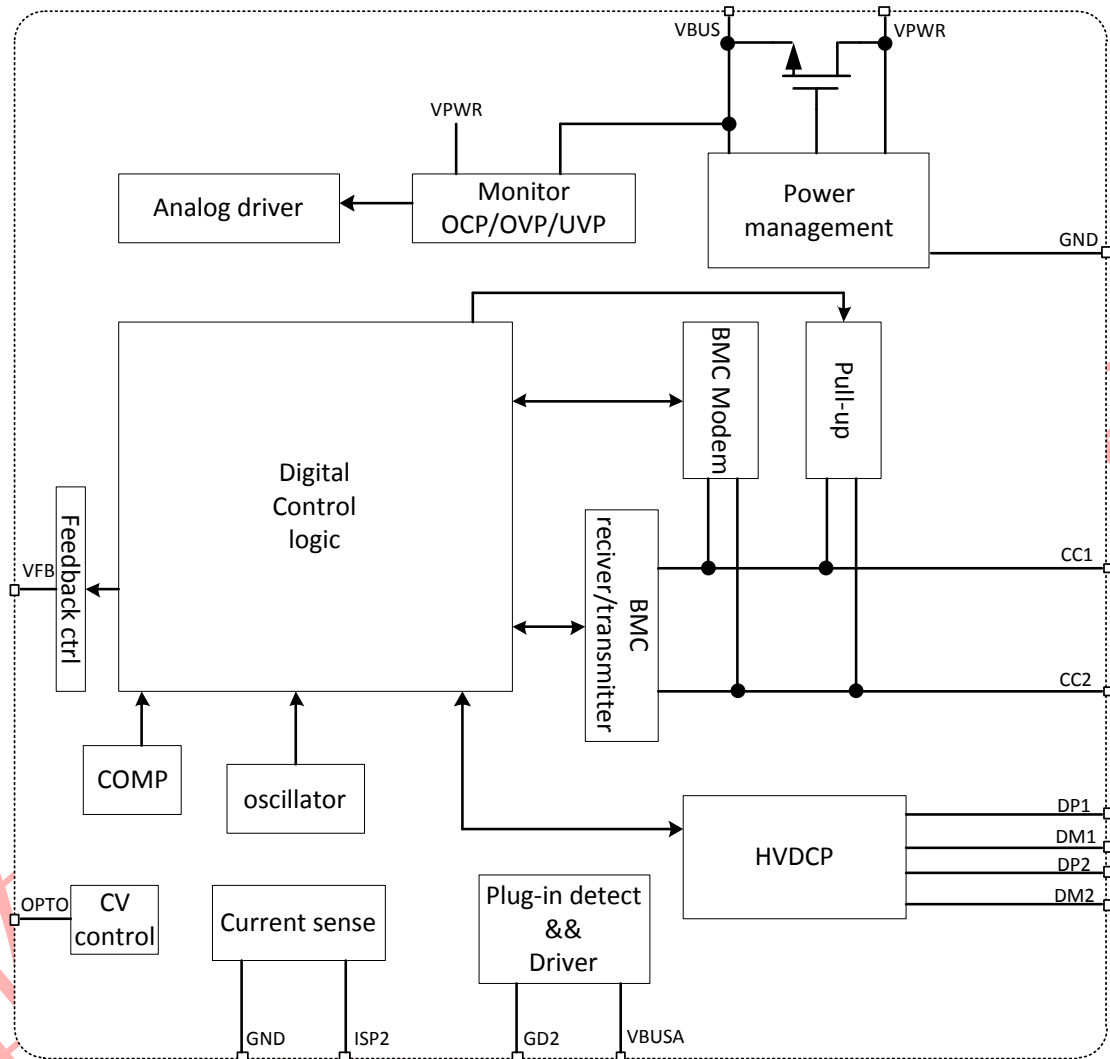 VBUS
VPWR
VPWR
Analog driver
Monitor
OCP/OVP/UVP
Power
management
GND
BMC Modem
Pull-up
Digital
Control
logic
Feedback ctrl
VFB
BMC
reciver/transmitter
CC1
CC2
COMP
oscillator
HVDCP
DP1
DM1
DP2
DM2
OPTO
CV
control
Current sense
Plug-in detect
&&
Driver
GND
ISP2
GD2
VBUSA